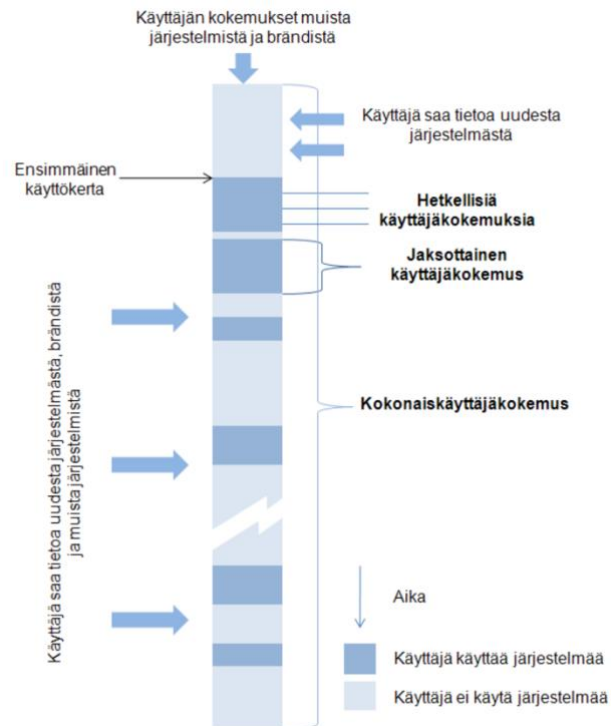 Käyttäjän kokemukset muista
järjestelmistä ja brändistä
Käyttäjä saa tietoa uudesta
järjestelmästä
Ensimmäinen
käyttökerta
Hetkellisiä
käyttäjäkokemuksia
Jaksottainen
käyttäjäkokemus
Käyttäjä saa tietoa uudesta järjestelmästä, brändistä
ja muista järjestelmistä
Kokonaiskäyttäjäkokemus
Aika
Käyttäjä käyttää järjestelmää
Käyttäjä ei käytä järjestelmää